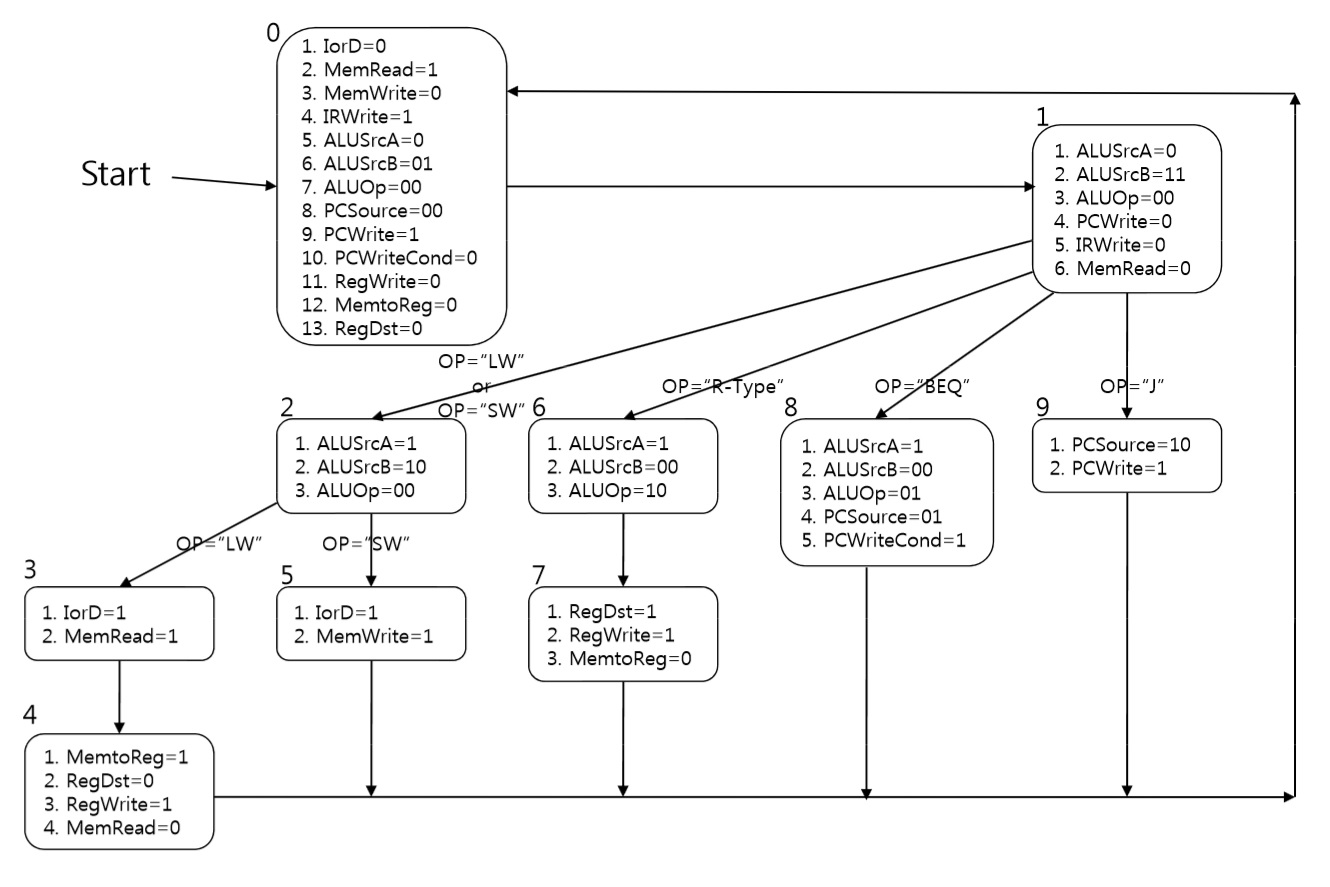 0
1. IorD=0
2. MemRead=1
3. MemWrite=0
4. IRWrite=1
5. ALUSrcA=0
6. ALUSrcB=01
7. ALUOp=00
8. PCSource=00
9. PCWrite=1
10. PCWriteCond=0
11. RegWrite=0
12. MemtoReg=0
13. RegDst=0
Start
1
1. ALUSrcA=0
2. ALUSrcB=11
3. ALUOp=00
4. PCWrite=0
5. IRWrite=0
6. MemRead=0
OP=“LW”
or
OP=“SW”
OP=“R-Type”
OP=“BEQ”
OP=“J”
2
1. ALUSrcA=1
2. ALUSrcB=10
3. ALUOp=00
6
1. ALUSrcA=1
2. ALUSrcB=00
3. ALUOp=10
8
1. ALUSrcA=1
2. ALUSrcB=00
3. ALUOp=01
4. PCSource=01
5. PCWriteCond=1
9
1. PCSource=10
2. PCWrite=1
OP=“LW”
OP=“SW”
3
1. IorD=1
2. MemRead=1
5
1. IorD=1
2. MemWrite=1
7
1. RegDst=1
2. RegWrite=1
3. MemtoReg=0
4
1. MemtoReg=1
2. RegDst=0
3. RegWrite=1
4. MemRead=0